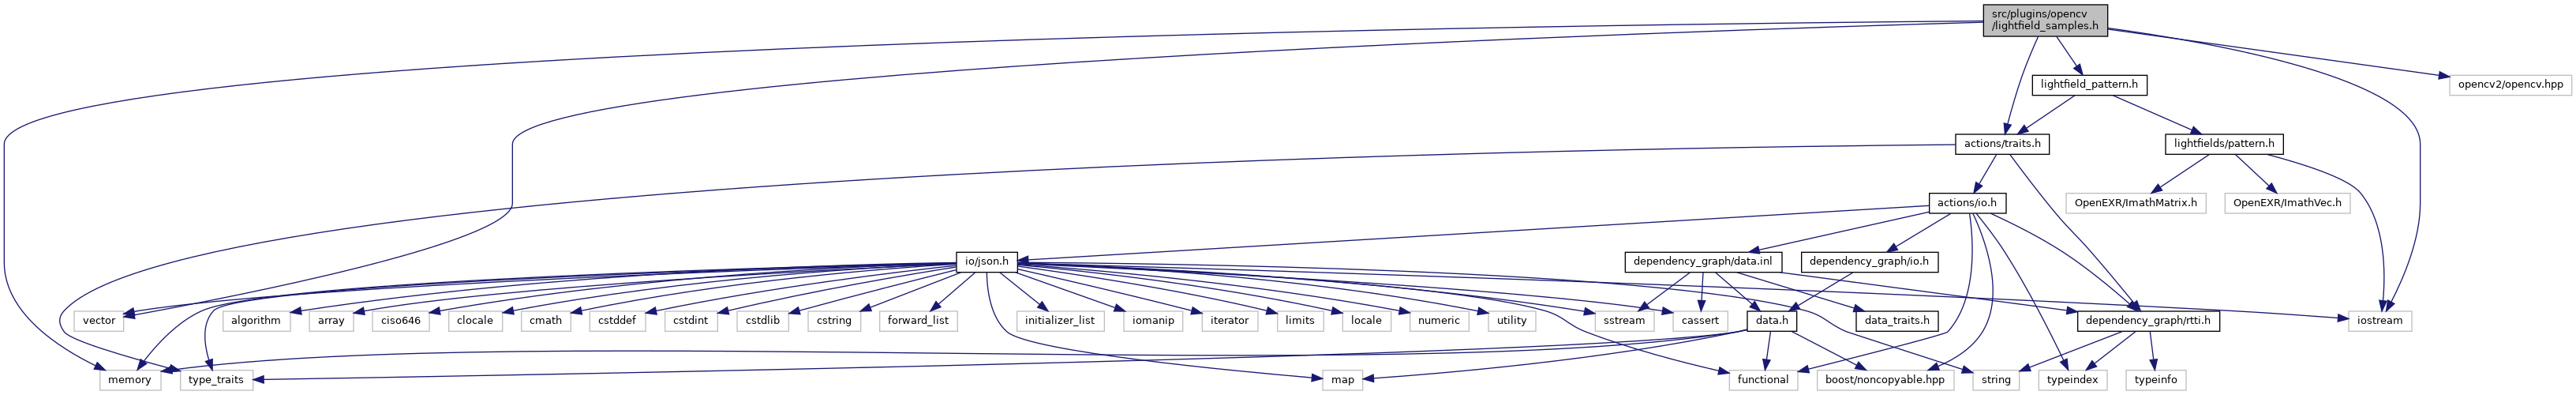 src/plugins/opencv
/lightfield_samples.h
lightfield_pattern.h
opencv2/opencv.hpp
actions/traits.h
lightfields/pattern.h
actions/io.h
OpenEXR/ImathMatrix.h
OpenEXR/ImathVec.h
io/json.h
dependency_graph/data.inl
dependency_graph/io.h
vector
algorithm
array
ciso646
clocale
cmath
cstddef
cstdint
cstdlib
cstring
forward_list
initializer_list
iomanip
iterator
limits
locale
numeric
utility
sstream
cassert
data.h
data_traits.h
dependency_graph/rtti.h
iostream
memory
type_traits
map
functional
boost/noncopyable.hpp
string
typeindex
typeinfo